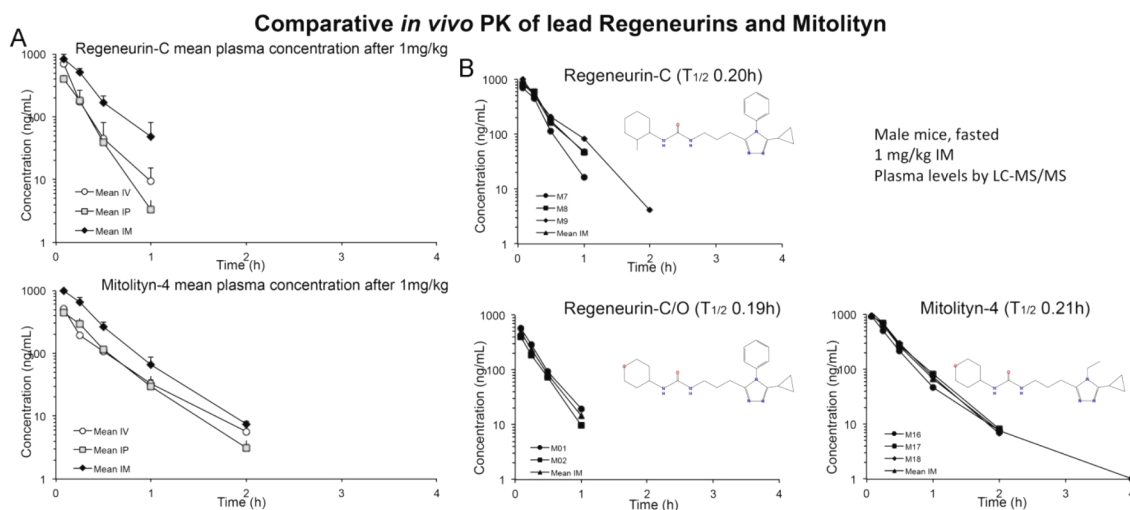 Comparative in vivo PK of lead Regeneurins and Mitolityn
A
Regeneurin-C mean plasma concentration after 1mg/kg
1000
100
10
1
Concentration (ng/mL)
Mean IV
Mean IP
Mean IM
0
1
2
3
4
Time (h)
Mitolityn-4 mean plasma concentration after 1mg/kg
1000
100
10
1
Concentration (ng/mL)
Mean IV
Mean IP
Mean IM
0
1
2
3
4
Time (h)
B
Regeneurin-C (T1/2 0.20h)
1000
100
10
1
Concentration (ng/mL)
M7
M8
M9
Mean IM
0
1
2
3
4
Time (h)
Male mice, fasted
1 mg/kg IM
Plasma levels by LC-MS/MS
Regeneurin-C/O (T1/2 0.19h)
1000
100
10
1
Concentration (ng/mL)
M01
M02
Mean IM
0
1
2
3
4
Time (h)
Mitolityn-4 (T1/2 0.21h)
1000
100
10
1
Concentration (ng/mL)
M16
M17
M18
Mean IM
0
1
2
3
4
Time (h)